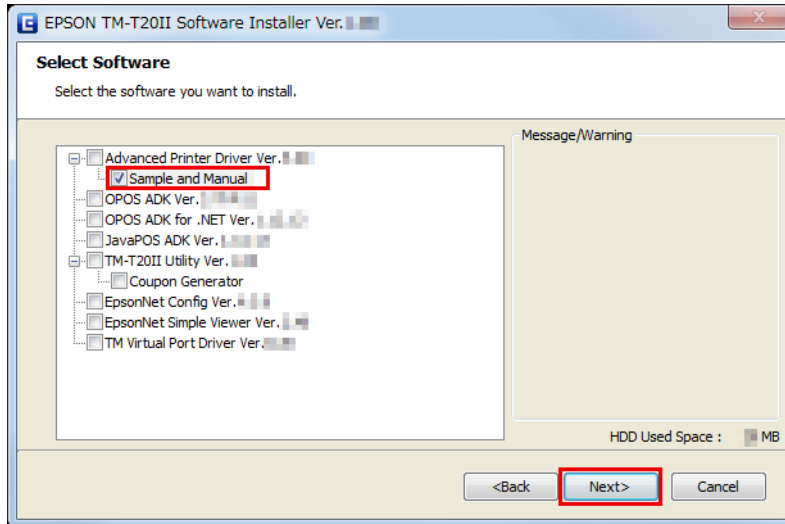 EPSON TM-T20II Software Installer Ver.
Select Software
Select the software you want to install.
Message/Warning
Advanced Printer Driver Ver.
Sample and Manual
OPOS ADK Ver.
OPOS ADK for .NET Ver.
JavaPOS ADK Ver.
TM-T20II Utility Ver.
Coupon Generator
EpsonNet Config Ver.
EpsonNet Simple Viewer Ver.
TM Virtual Port Driver Ver.
HDD Used Space : MB
<Back Next> Cancel